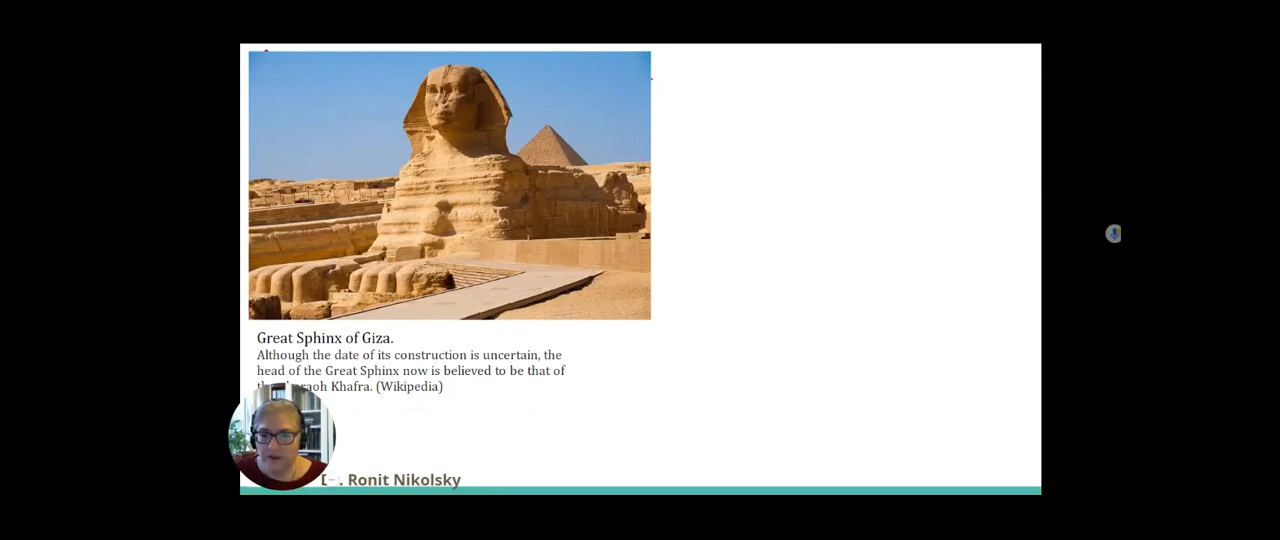 Great Sphinx of Giza.
Although the date of its construction is uncertain, the
head of the Great Sphinx now is believed to be that of
Khafra. (Wikipedia)
Ronit Nikolsky